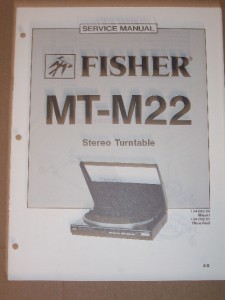 SERVICE MANUAL
FISHER
MT-M22
Stereo Turntable